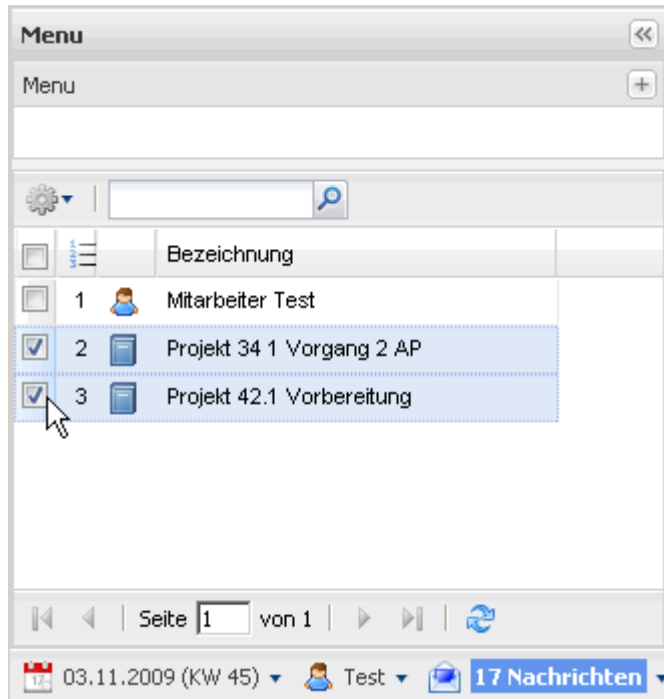 Menu
Menu
Bezeichnung
1 Mitarbeiter Test
2 Projekt 34 1 Vorgang 2 AP
3 Projekt 42.1 Vorbereitung
Seite 1 von 1
03.11.2009 (KW 45) Test 17 Nachrichten